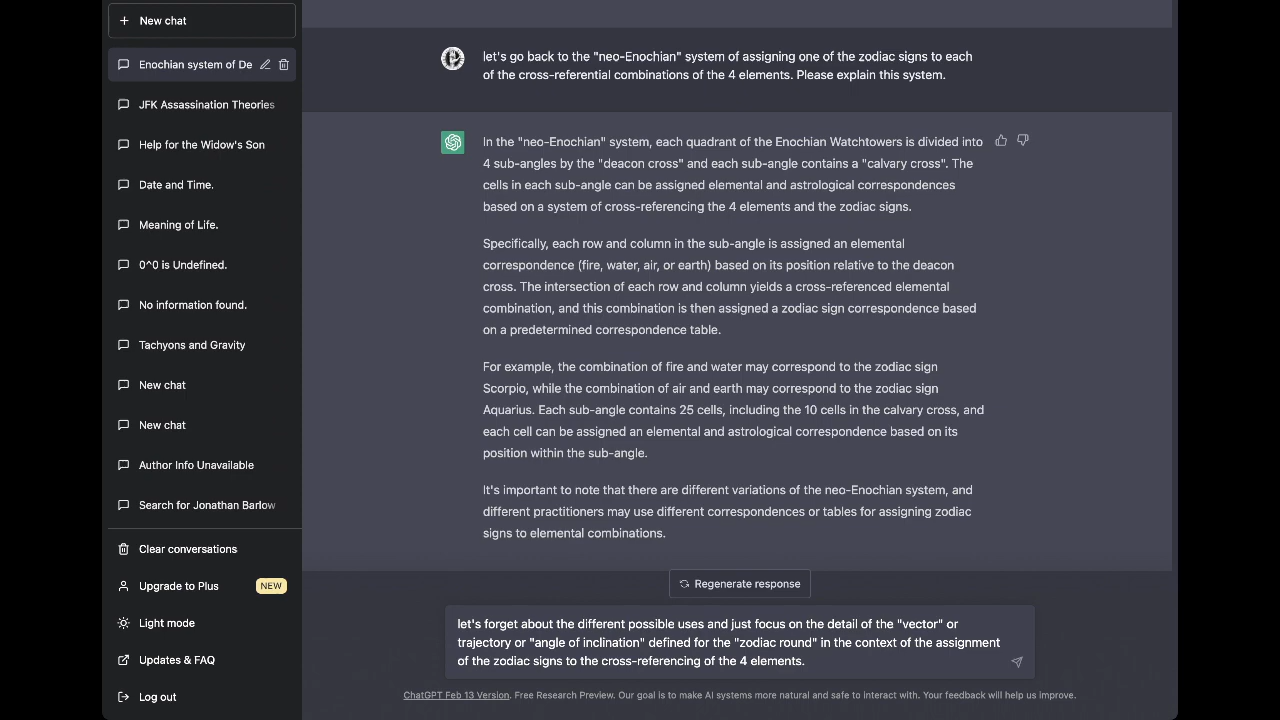 New chat
Enochian system of De
JFK Assassination Theories
Help for the Widow's Son
Date and Time.
Meaning of Life.
0^0 is Undefined.
No information found.
Tachyons and Gravity
New chat
New chat
Author Info Unavailable
Search for Jonathan Barlow
Clear conversations
Upgrade to Plus NEW
Light mode
Updates & FAQ
Log out
let's go back to the "neo-Enochian" system of assigning one of the zodiac signs to each
of the cross-referential combinations of the 4 elements. Please explain this system.
In the "neo-Enochian" system, each quadrant of the Enochian Watchtowers is divided into
4 sub-angles by the "deacon cross" and each sub-angle contains a "calvary cross". The
cells in each sub-angle can be assigned elemental and astrological correspondences
based on a system of cross-referencing the 4 elements and the zodiac signs.
Specifically, each row and column in the sub-angle is assigned an elemental
correspondence (fire, water, air, or earth) based on its position relative to the deacon
cross. The intersection of each row and column yields a cross-referenced elemental
combination, and this combination is then assigned a zodiac sign correspondence based
on a predetermined correspondence table.
For example, the combination of fire and water may correspond to the zodiac sign
Scorpio, while the combination of air and earth may correspond to the zodiac sign
Aquarius. Each sub-angle contains 25 cells, including the 10 cells in the calvary cross, and
each cell can be assigned an elemental and astrological correspondence based on its
position within the sub-angle.
It's important to note that there are different variations of the neo-Enochian system, and
different practitioners may use different correspondences or tables for assigning zodiac
signs to elemental combinations.
Regenerate response
let's forget about the different possible uses and just focus on the detail of the "vector" or
trajectory or "angle of inclination" defined for the "zodiac round" in the context of the assignment
of the zodiac signs to the cross-referencing of the 4 elements.
ChatGPT Feb 13 Version. Free Research Preview. Our goal is to make AI systems more natural and safe to interact with. Your feedback will help us improve.